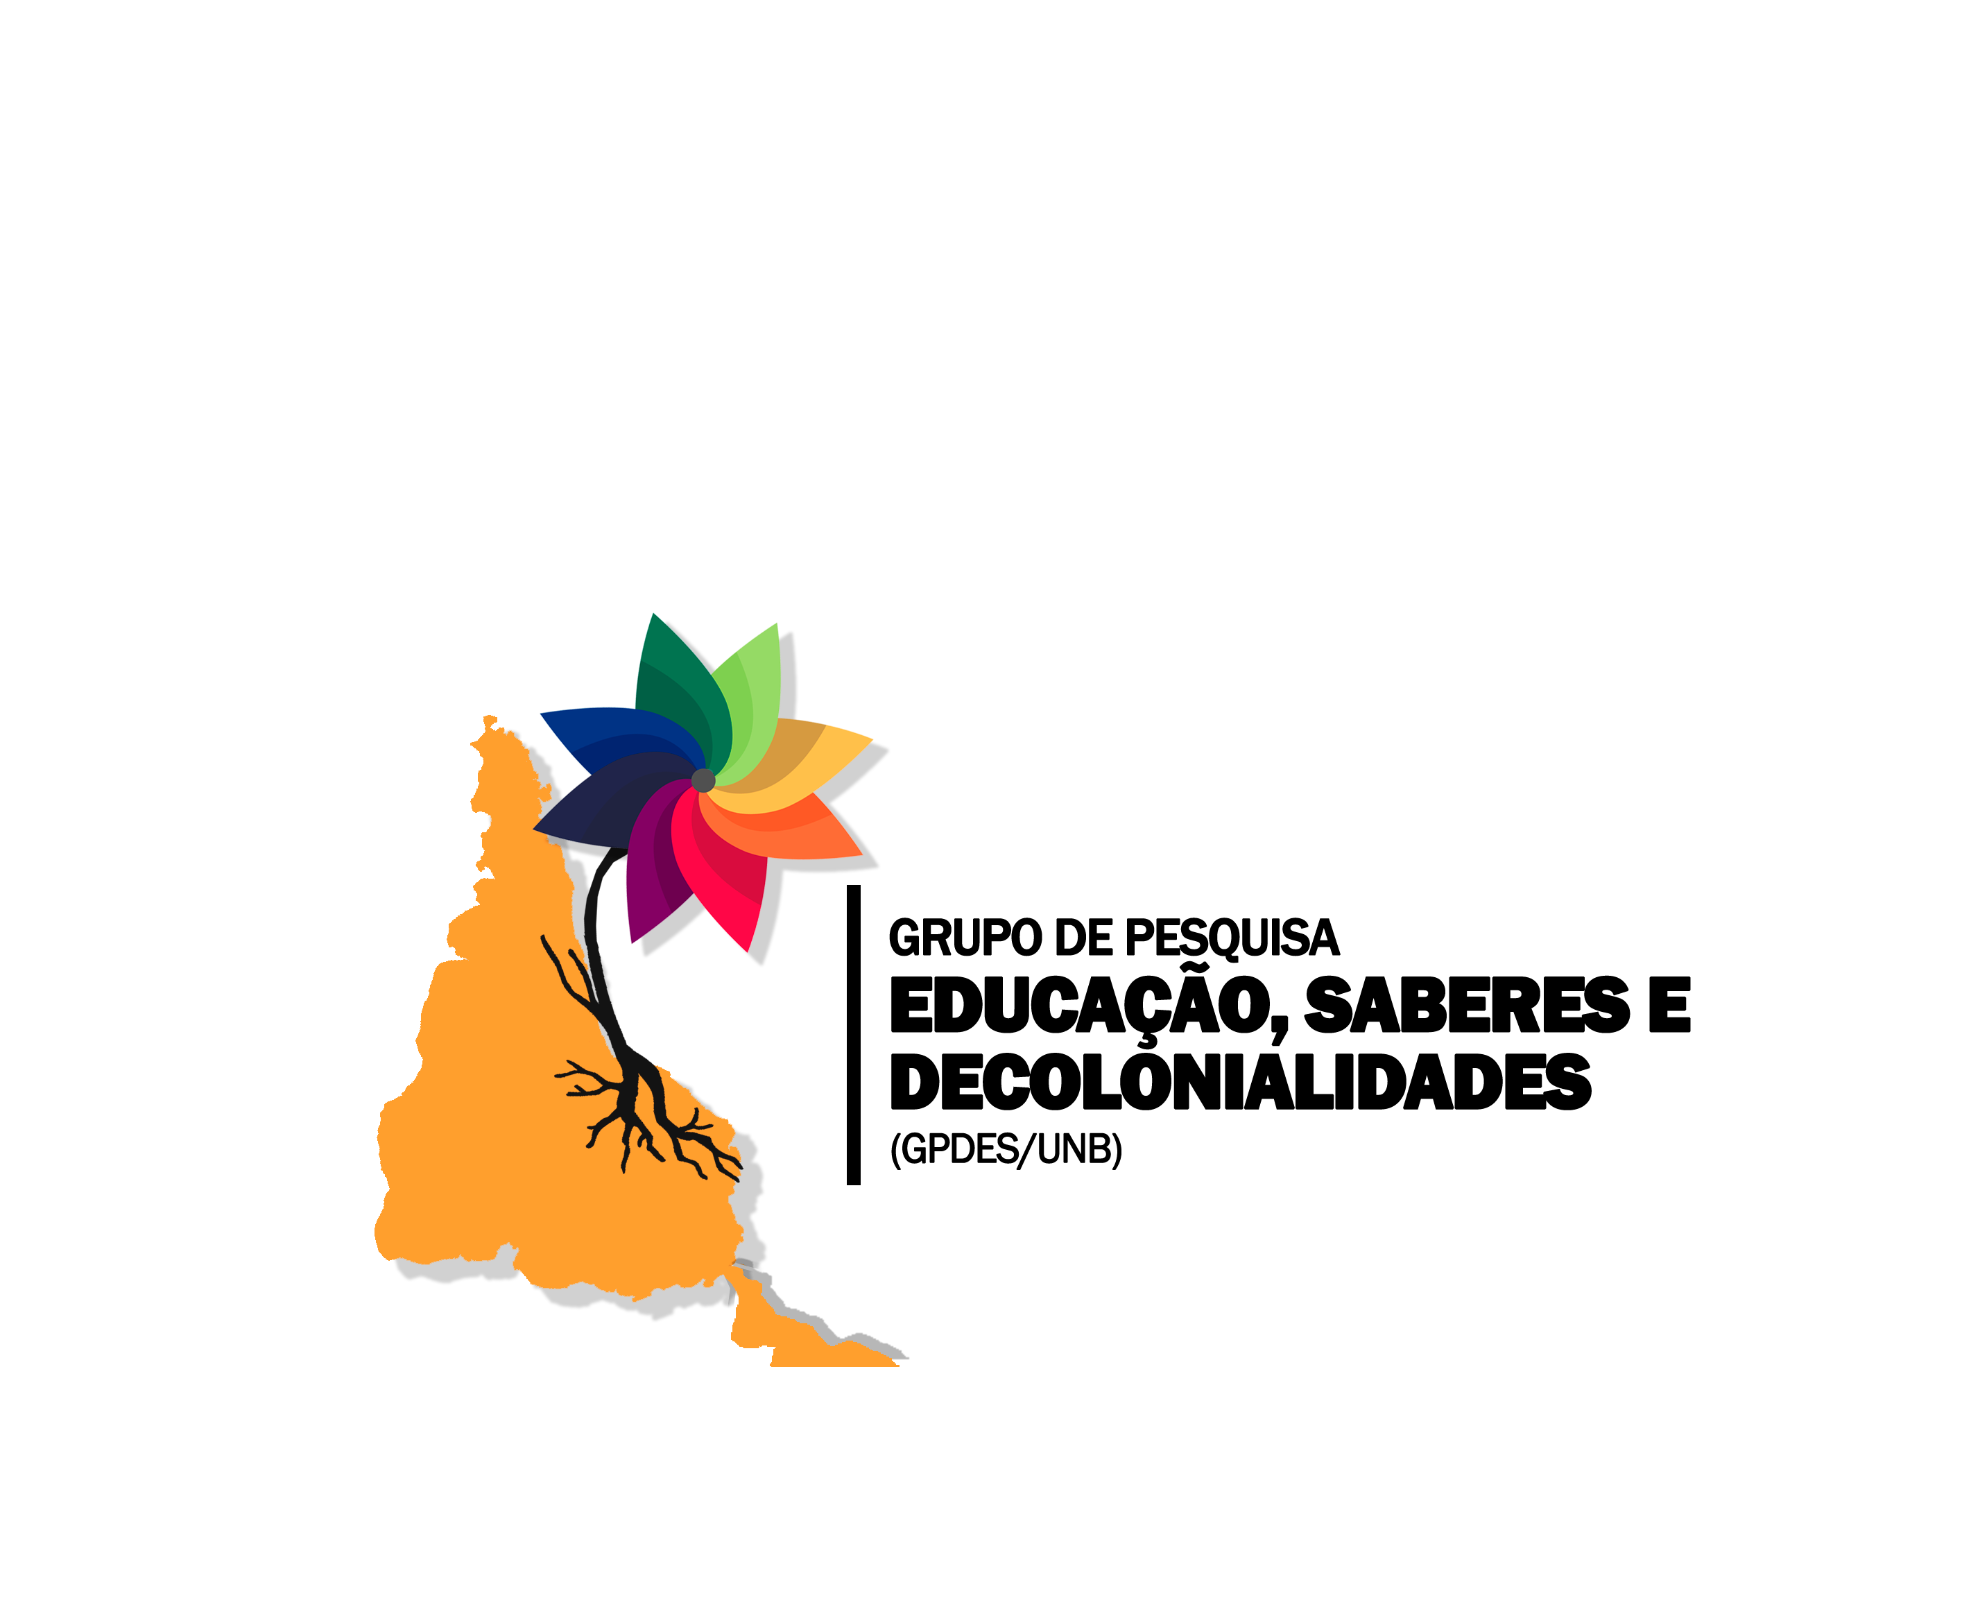 GRUPO DE PESQUISA
EDUCAÇÃO, SABERES E
DECOLONIALIDADES
(GPDES/UNB)